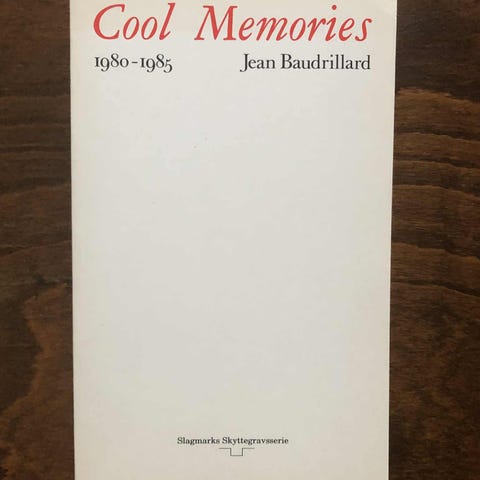 Cool Memories
1980-1985 Jean Baudrillard
Slagmarks Skyttegravsserie